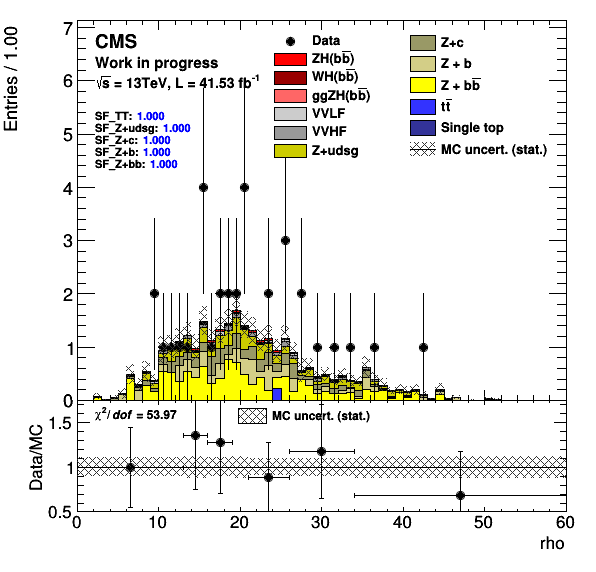 CMS
Work in progress
√s = 13TeV, L = 41.53 fb⁻¹
SF_TT: 1.000
SF_Z+udsg: 1.000
SF_Z+c: 1.000
SF_Z+b: 1.000
SF_Z+bb: 1.000
Data
ZH(bb̅)
WH(bb̅)
ggZH(bb̅)
VVLF
VVHF
Z+udsg
Z+c
Z + b
Z + bb̅
tt̅
Single top
MC uncert. (stat.)
Entries / 1.00
7
6
5
4
3
2
1
0
χ²/dof = 53.97
MC uncert. (stat.)
Data/MC
1.5
1
0.5
0 10 20 30 40 50 60
rho